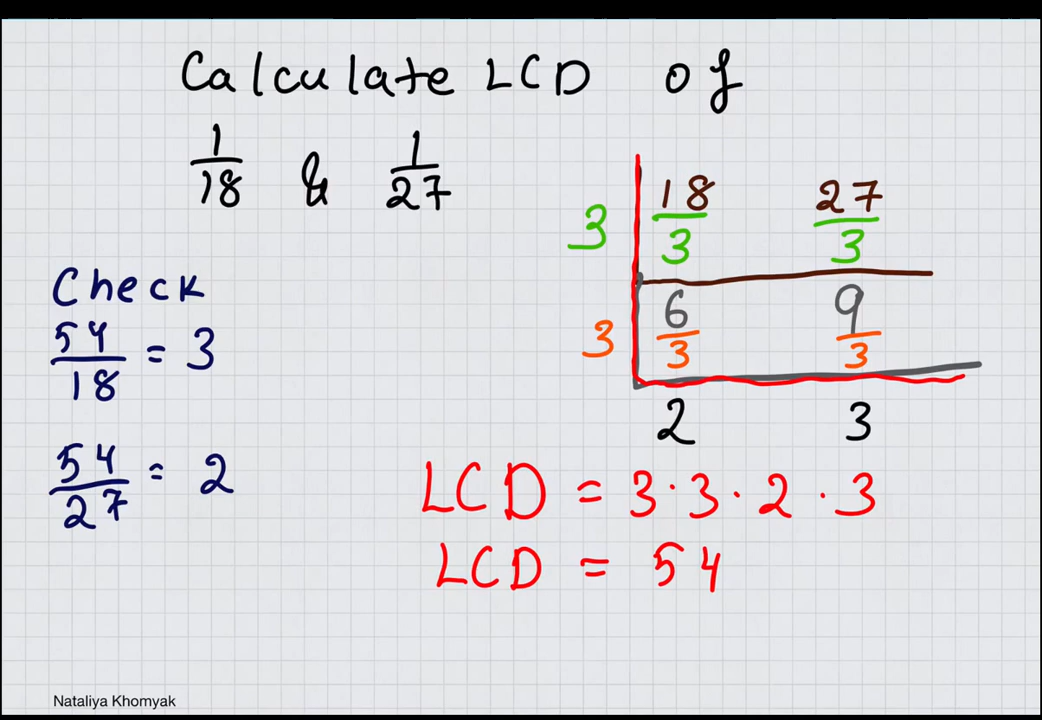 Calculate LCD of
1/18 & 1/27
3 18/3 27/3
3 6/3 9/3
2 3
LCD = 3·3·2·3
LCD = 54
Check
54/18 = 3
54/27 = 2
Nataliya Khomyak